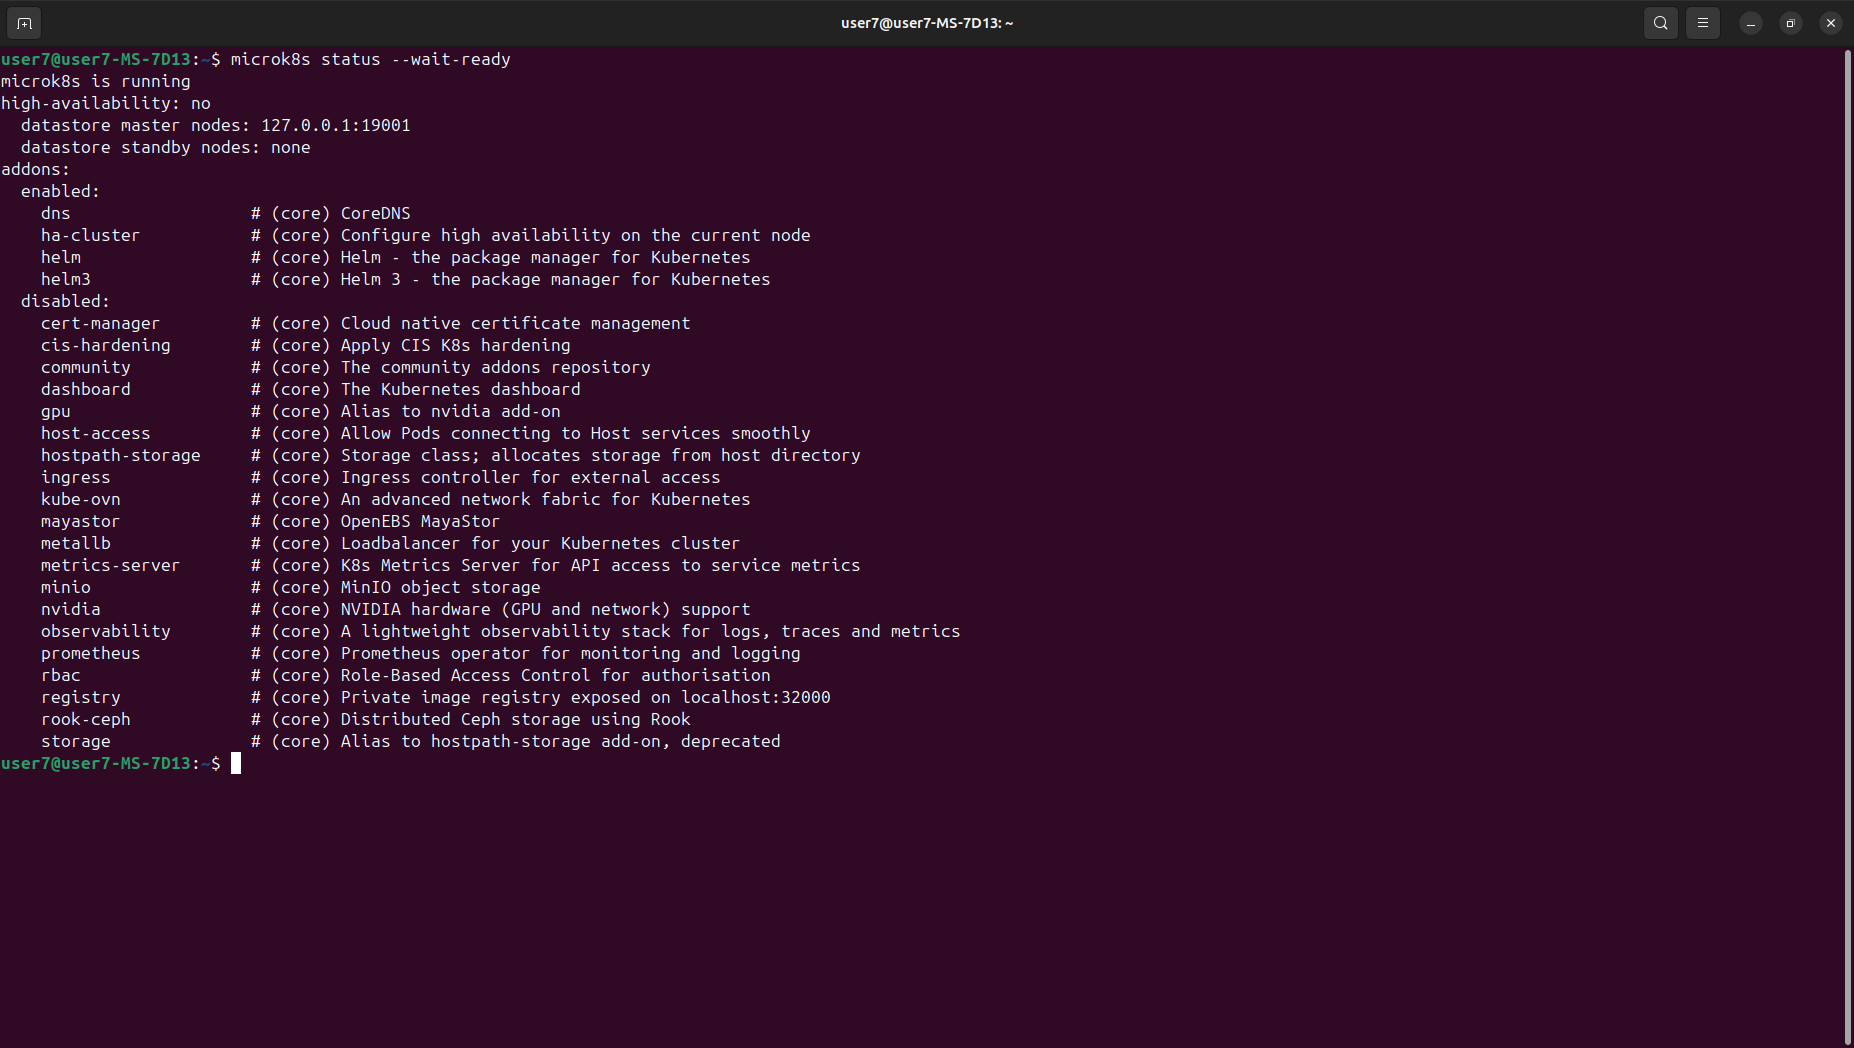 user7@user7-MS-7D13: ~
user7@user7-MS-7D13:~$ microk8s status --wait-ready
microk8s is running
high-availability: no
  datastore master nodes: 127.0.0.1:19001
  datastore standby nodes: none
addons:
  enabled:
    dns                  # (core) CoreDNS
    ha-cluster           # (core) Configure high availability on the current node
    helm                 # (core) Helm - the package manager for Kubernetes
    helm3                # (core) Helm 3 - the package manager for Kubernetes
  disabled:
    cert-manager         # (core) Cloud native certificate management
    cis-hardening        # (core) Apply CIS K8s hardening
    community            # (core) The community addons repository
    dashboard            # (core) The Kubernetes dashboard
    gpu                  # (core) Alias to nvidia add-on
    host-access          # (core) Allow Pods connecting to Host services smoothly
    hostpath-storage     # (core) Storage class; allocates storage from host directory
    ingress              # (core) Ingress controller for external access
    kube-ovn             # (core) An advanced network fabric for Kubernetes
    mayastor             # (core) OpenEBS MayaStor
    metallb              # (core) Loadbalancer for your Kubernetes cluster
    metrics-server       # (core) K8s Metrics Server for API access to service metrics
    minio                # (core) MinIO object storage
    nvidia               # (core) NVIDIA hardware (GPU and network) support
    observability        # (core) A lightweight observability stack for logs, traces and metrics
    prometheus           # (core) Prometheus operator for monitoring and logging
    rbac                 # (core) Role-Based Access Control for authorisation
    registry             # (core) Private image registry exposed on localhost:32000
    rook-ceph            # (core) Distributed Ceph storage using Rook
    storage              # (core) Alias to hostpath-storage add-on, deprecated
user7@user7-MS-7D13:~$